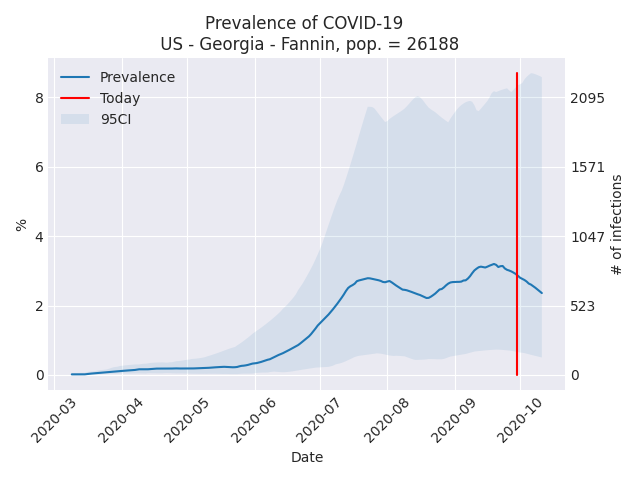 Prevalence of COVID-19
US - Georgia - Fannin, pop. = 26188
Prevalence
Today
95CI
%
8
6
4
2
0
2095
1571
1047
523
0
# of infections
2020-03
2020-04
2020-05
2020-06
2020-07
2020-08
2020-09
2020-10
Date